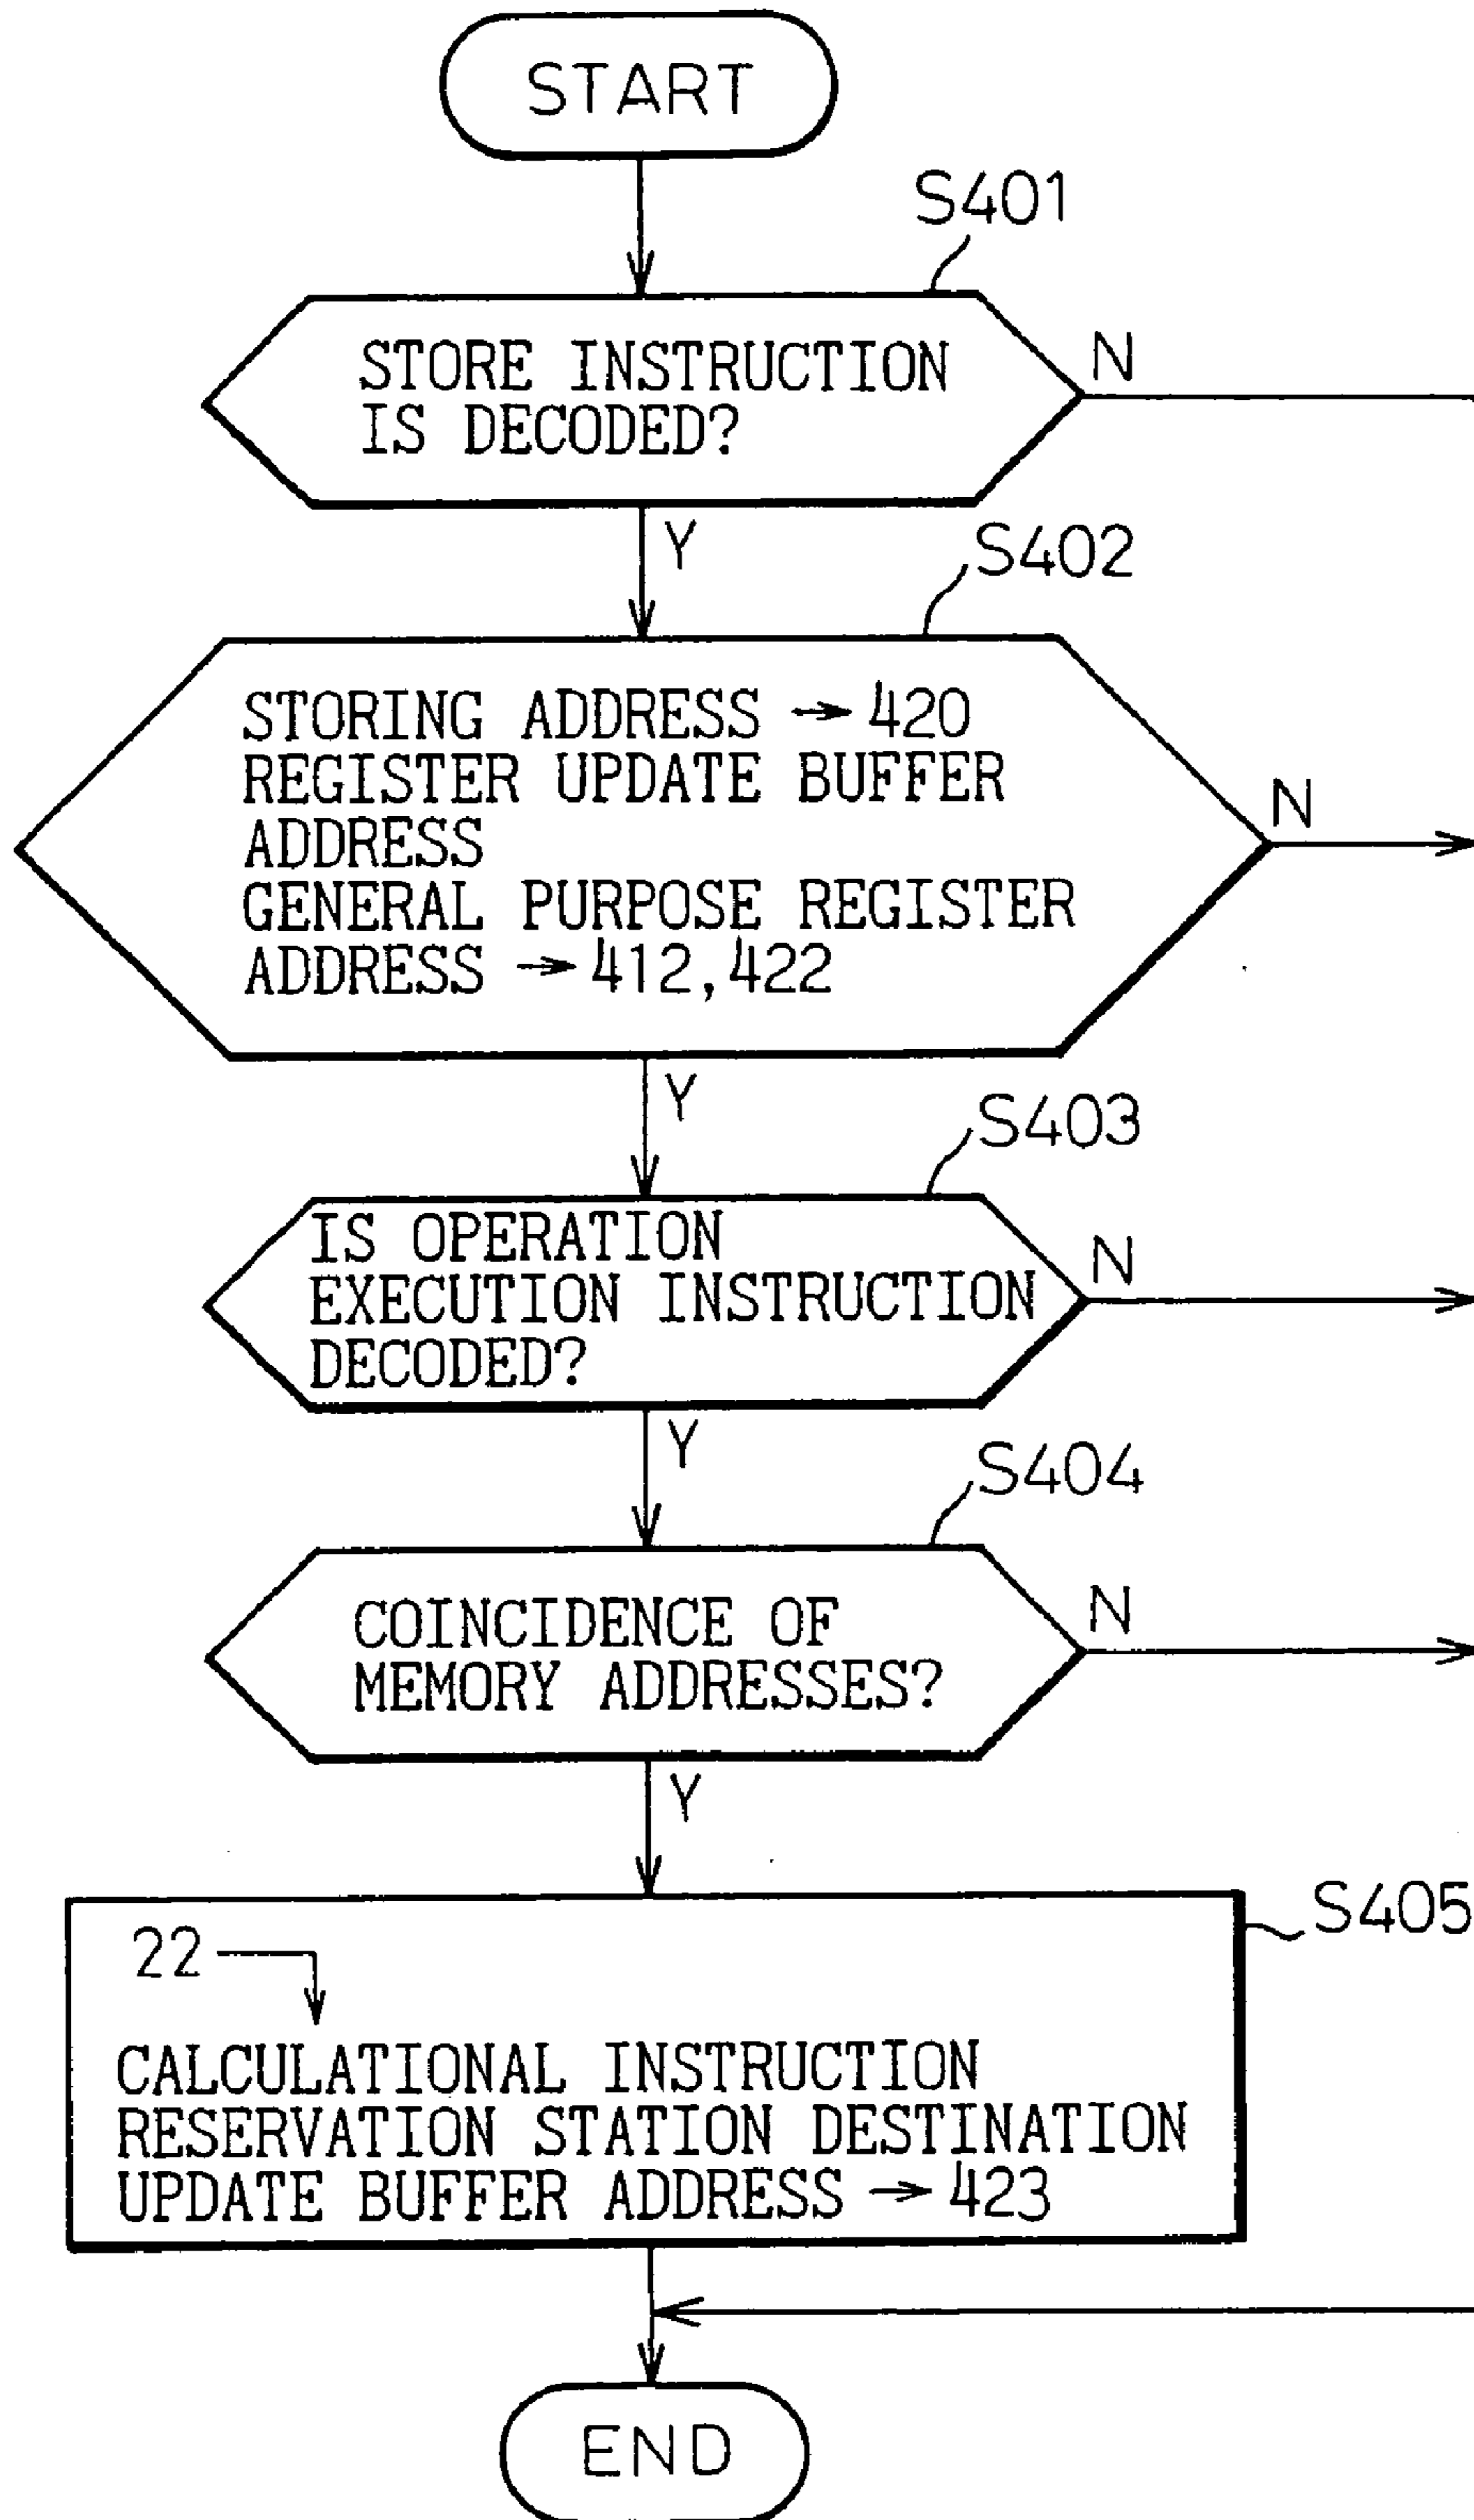 START
S401
STORE INSTRUCTION
IS DECODED?
N
Y
S402
STORING ADDRESS → 420
REGISTER UPDATE BUFFER
ADDRESS
GENERAL PURPOSE REGISTER
ADDRESS → 412,422
N
Y
S403
IS OPERATION
EXECUTION INSTRUCTION
DECODED?
N
Y
S404
COINCIDENCE OF
MEMORY ADDRESSES?
N
Y
S405
22
CALCULATIONAL INSTRUCTION
RESERVATION STATION DESTINATION
UPDATE BUFFER ADDRESS → 423
END